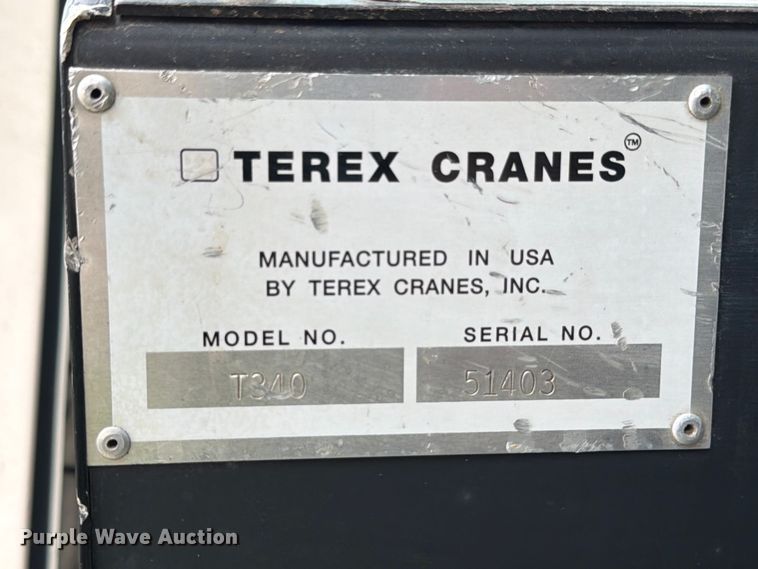 TEREX CRANES™
MANUFACTURED IN USA
BY TEREX CRANES, INC.
MODEL NO. SERIAL NO.
T340 51403
Purple Wave Auction